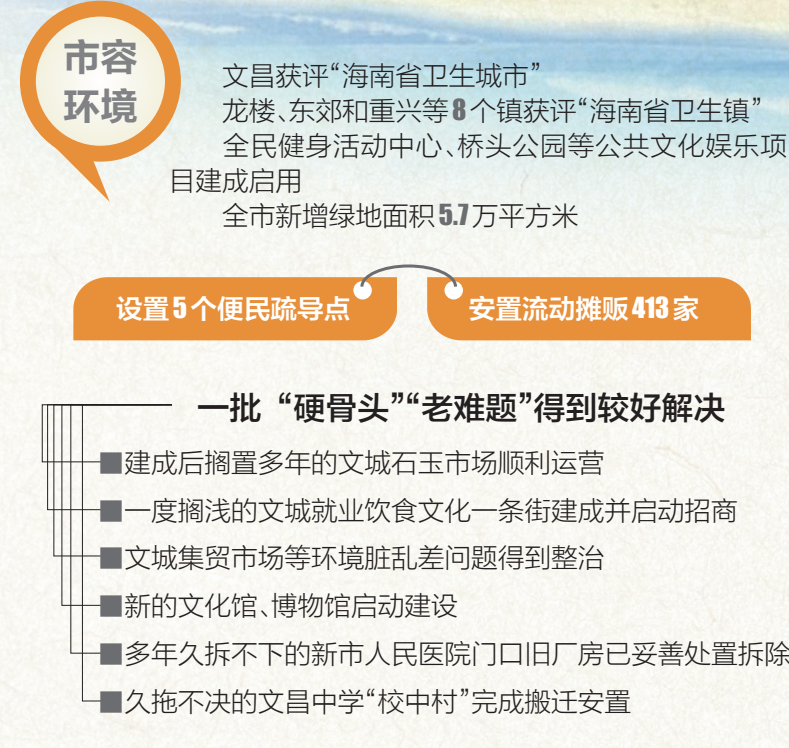 市容
环境
文昌获评“海南省卫生城市”
龙楼、东郊和重兴等8个镇获评“海南省卫生镇”
全民健身活动中心、桥头公园等公共文化娱乐项
目建成启用
全市新增绿地面积5.7万平方米
设置5个便民疏导点
安置流动摊贩413家
一批“硬骨头”“老难题”得到较好解决
■建成后搁置多年的文城石玉市场顺利运营
■一度搁浅的文城就业饮食文化一条街建成并启动招商
■文城集贸市场等环境脏乱差问题得到整治
■新的文化馆、博物馆启动建设
■多年久拆不下的新市人民医院门口旧厂房已妥善处置拆除
■久拖不决的文昌中学“校中村”完成搬迁安置